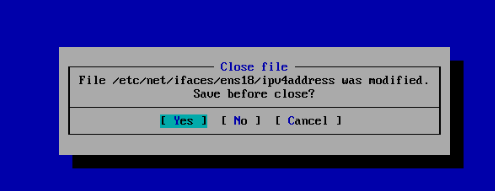 Close file
File /etc/net/ifaces/ens18/ipv4address was modified.
Save before close?
[ Yes ] [ No ] [ Cancel ]